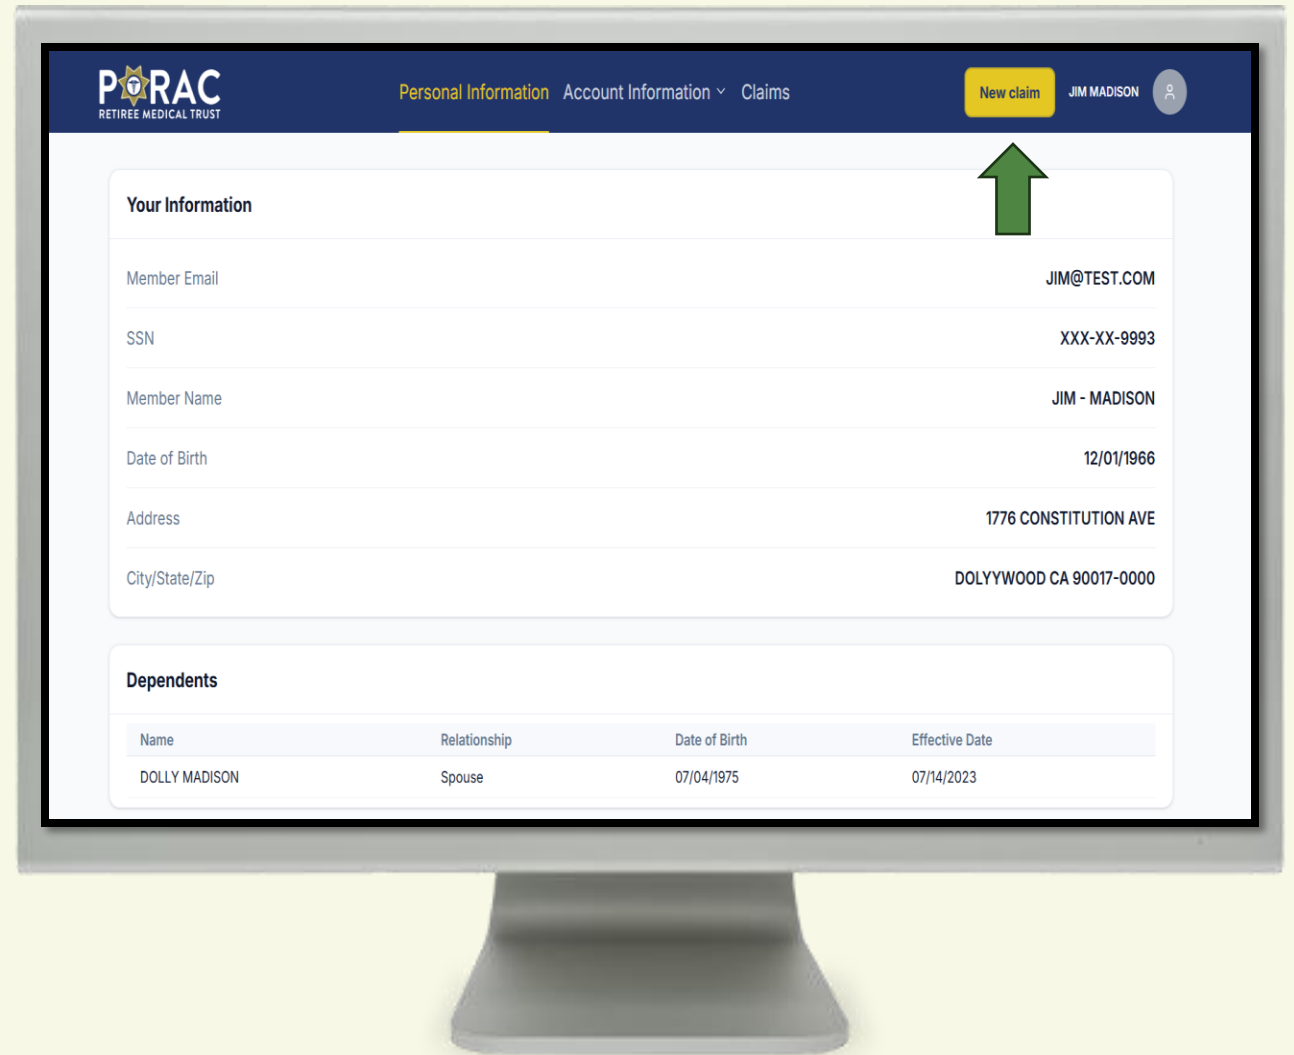 PORAC
RETIREE MEDICAL TRUST
Personal Information Account Information Claims
New claim
JIM MADISON
Your Information
Member Email JIM@TEST.COM
SSN XXX-XX-9993
Member Name JIM - MADISON
Date of Birth 12/01/1966
Address 1776 CONSTITUTION AVE
City/State/Zip DOLYYWOOD CA 90017-0000
Dependents
Name Relationship Date of Birth Effective Date
DOLLY MADISON Spouse 07/04/1975 07/14/2023